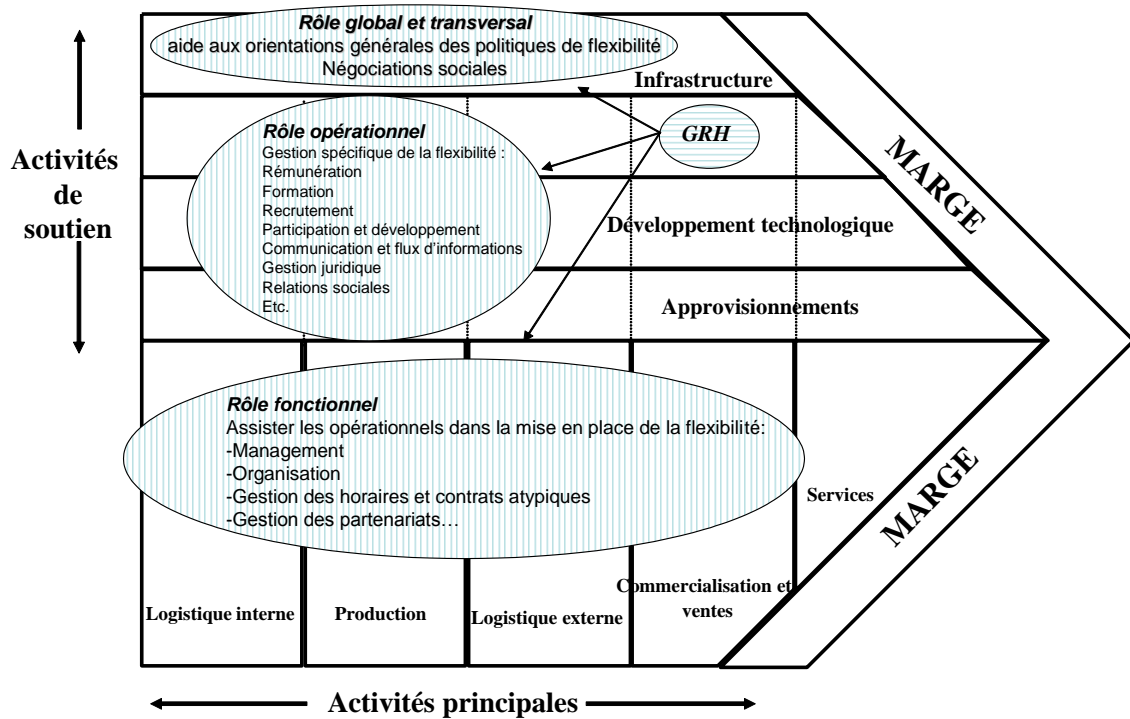 Rôle global et transversal
aide aux orientations générales des politiques de flexibilité
Négociations sociales
Infrastructure
Rôle opérationnel
Gestion spécifique de la flexibilité :
Rémunération
Formation
Recrutement
Participation et développement
Communication et flux d'informations
Gestion juridique
Relations sociales
Etc.
GRH
Activités
de
soutien
Développement technologique
Approvisionnements
MARGE
Rôle fonctionnel
Assister les opérationnels dans la mise en place de la flexibilité:
-Management
-Organisation
-Gestion des horaires et contrats atypiques
-Gestion des partenariats…
Services
MARGE
Logistique interne
Production
Logistique externe
Commercialisation et
ventes
Activités principales